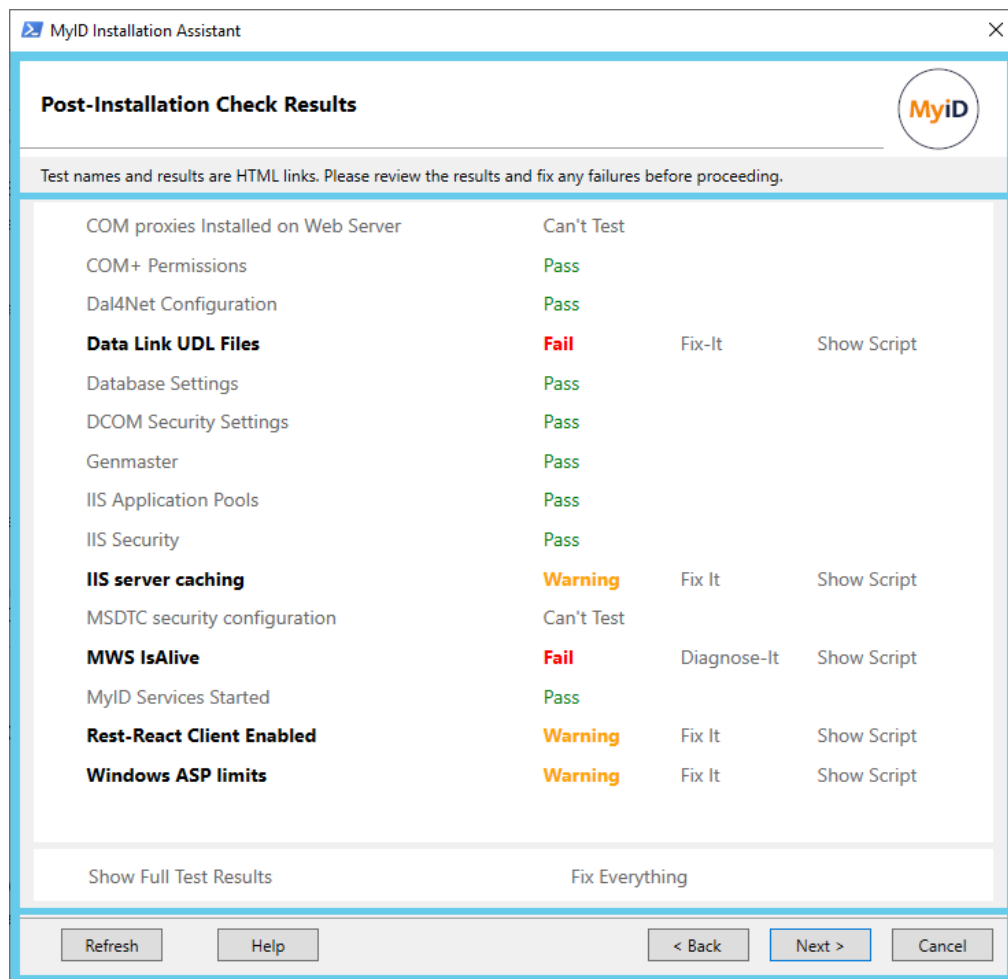 MyID Installation Assistant
Post-Installation Check Results
MyiD
Test names and results are HTML links. Please review the results and fix any failures before proceeding.
COM proxies Installed on Web Server Can't Test
COM+ Permissions Pass
Dal4Net Configuration Pass
Data Link UDL Files Fail Fix-It Show Script
Database Settings Pass
DCOM Security Settings Pass
Genmaster Pass
IIS Application Pools Pass
IIS Security Pass
IIS server caching Warning Fix It Show Script
MSDTC security configuration Can't Test
MWS IsAlive Fail Diagnose-It Show Script
MyID Services Started Pass
Rest-React Client Enabled Warning Fix It Show Script
Windows ASP limits Warning Fix It Show Script
Show Full Test Results Fix Everything
Refresh Help < Back Next > Cancel